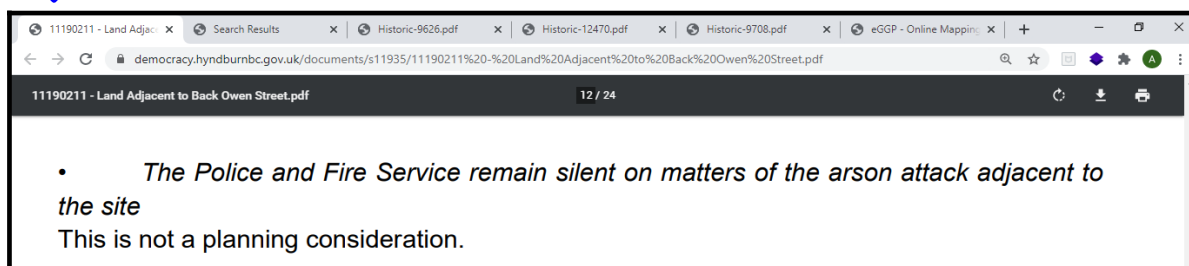 11190211 - Land Adjac
Search Results
Historic-9626.pdf
Historic-12470.pdf
Historic-9708.pdf
eGGP - Online Mapping
democracy.hyndburnbc.gov.uk/documents/s11935/11190211%20-%20Land%20Adjacent%20to%20Back%20Owen%20Street.pdf
A
11190211 - Land Adjacent to Back Owen Street.pdf
12 / 24
• The Police and Fire Service remain silent on matters of the arson attack adjacent to
the site
This is not a planning consideration.